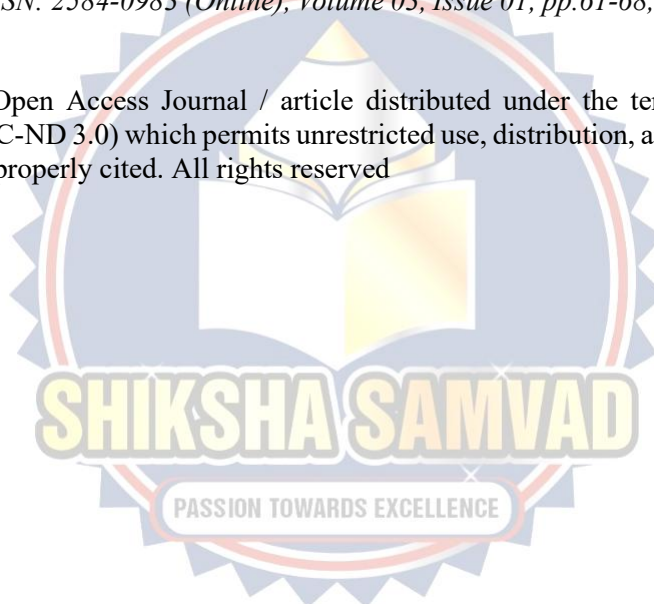 SN: 2584-0983 (Online), Volume 03, Issue 01, pp.61-68,
Open Access Journal / article distributed under the ter
C-ND 3.0) which permits unrestricted use, distribution, a
properly cited. All rights reserved
SHIKSHA SAMVAD
PASSION TOWARDS EXCELLENCE